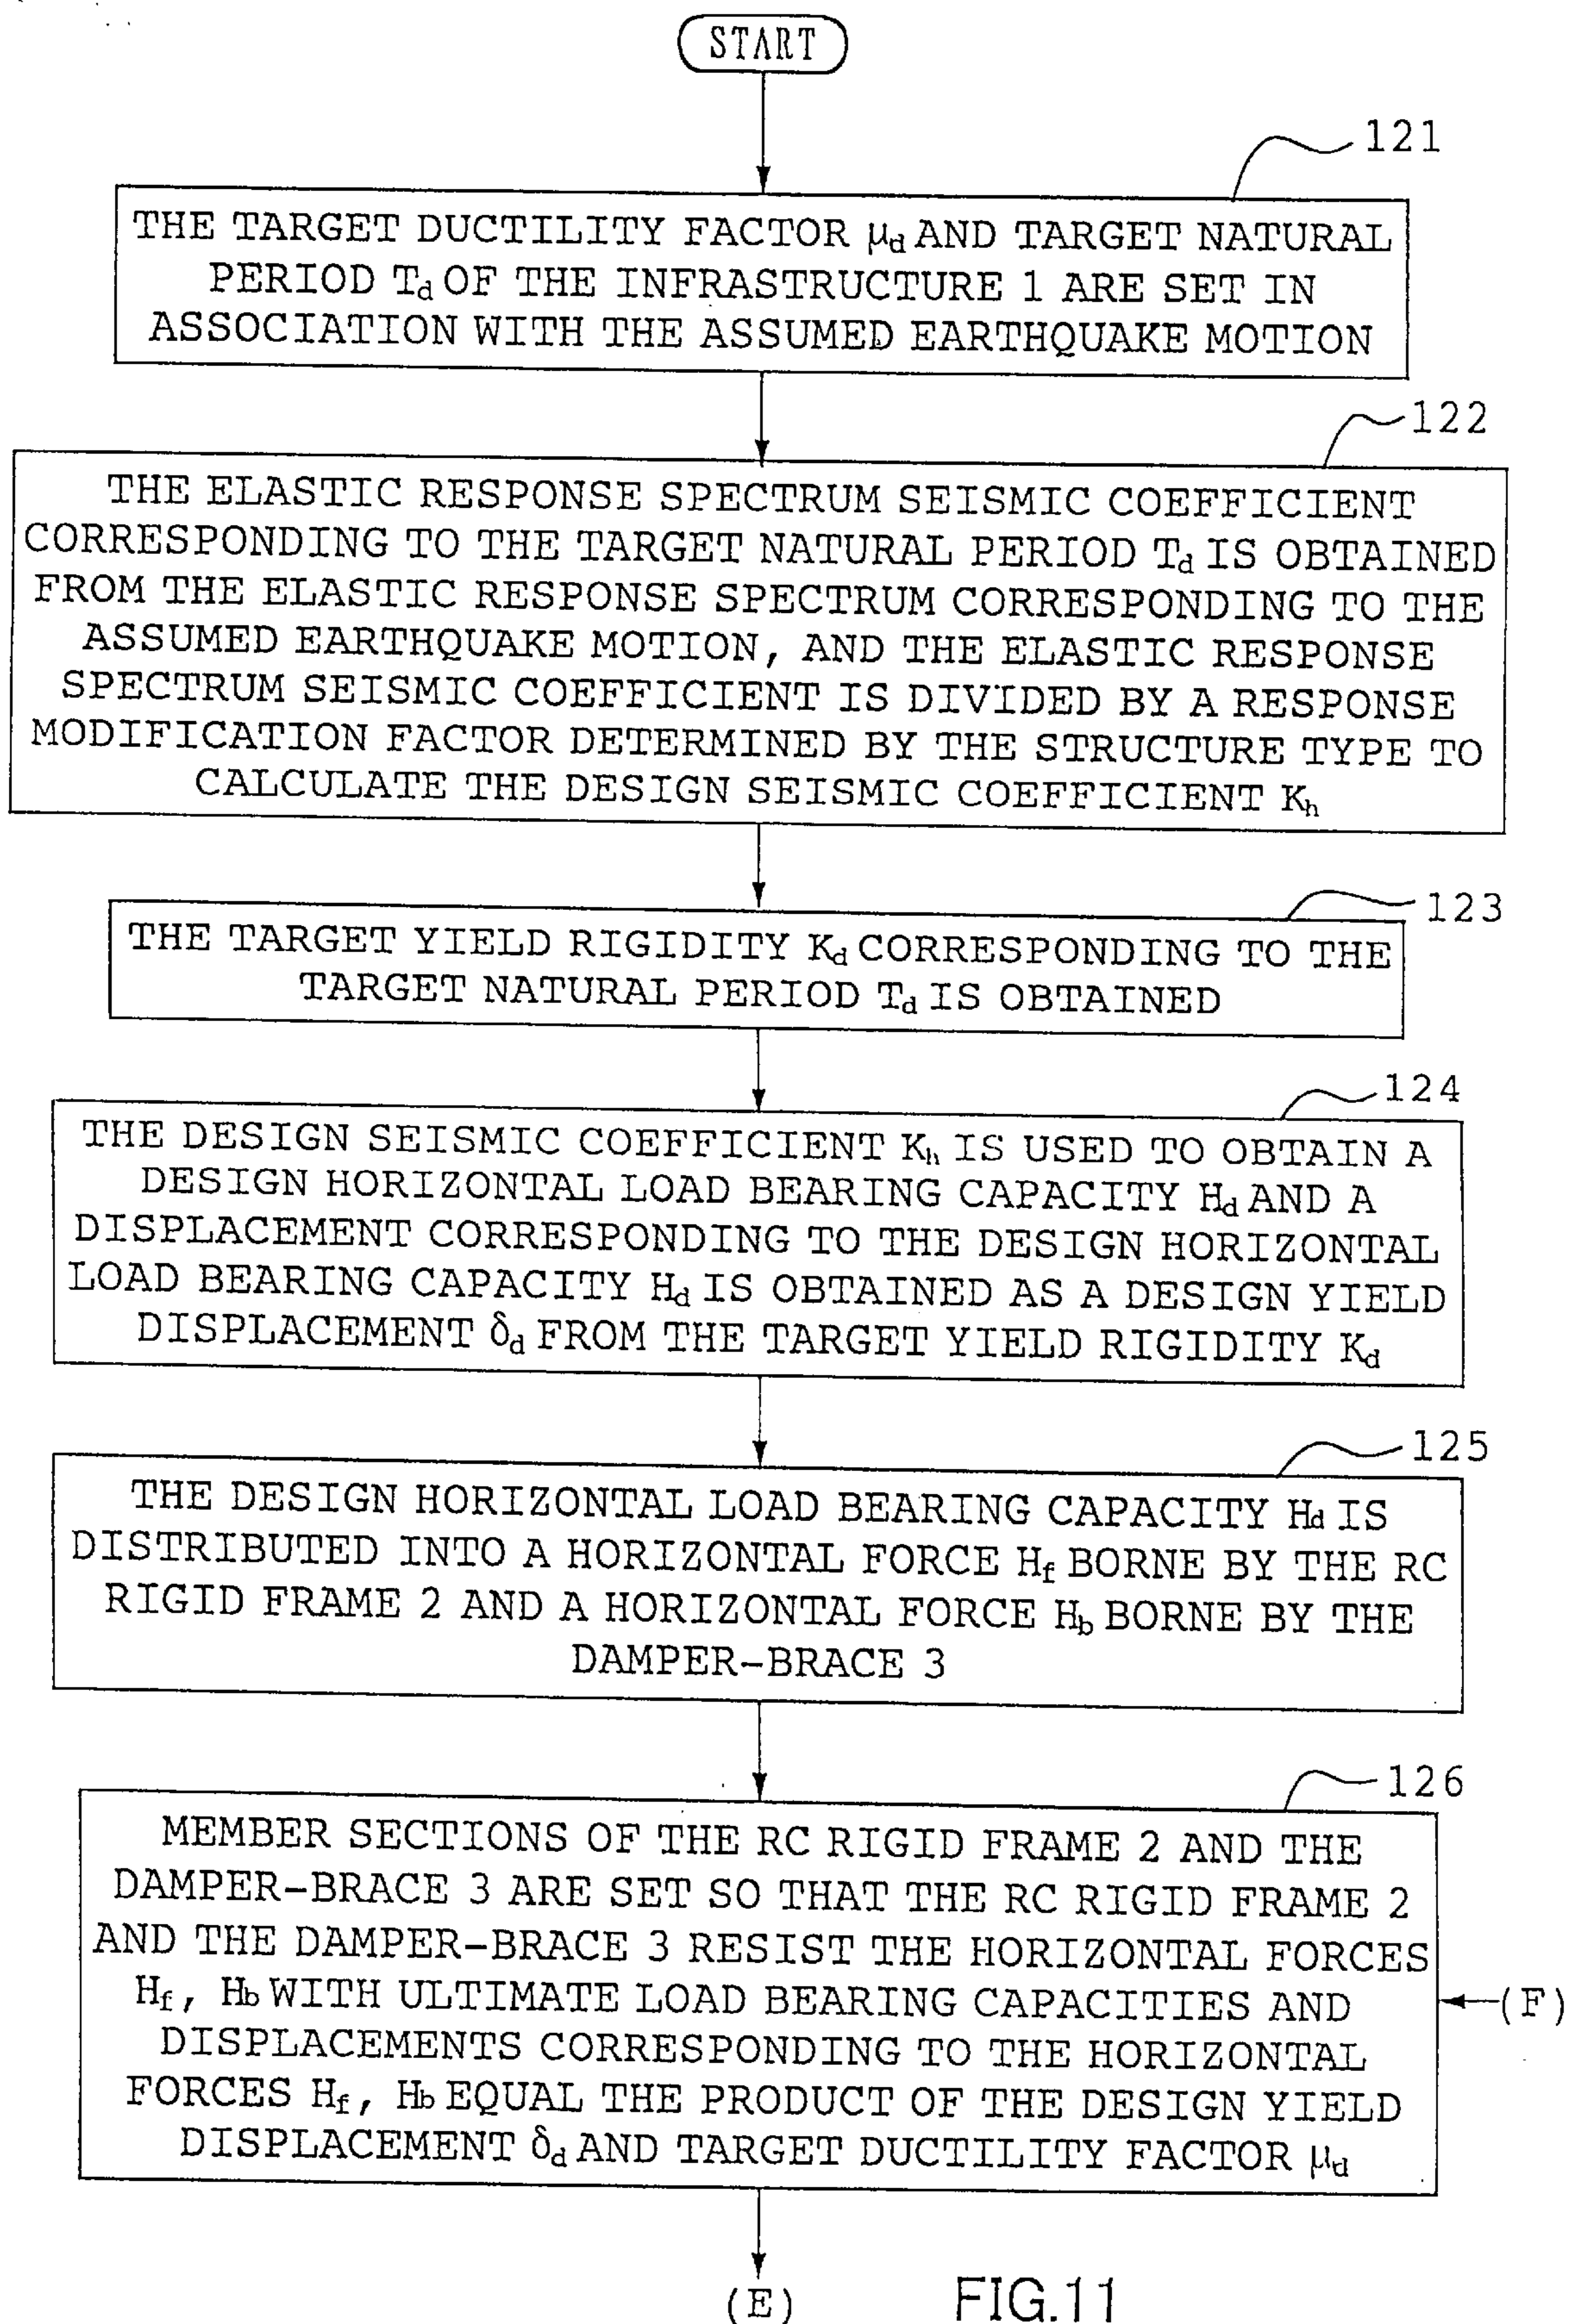 START
121
THE TARGET DUCTILITY FACTOR μd AND TARGET NATURAL
PERIOD Td OF THE INFRASTRUCTURE 1 ARE SET IN
ASSOCIATION WITH THE ASSUMED EARTHQUAKE MOTION
122
THE ELASTIC RESPONSE SPECTRUM SEISMIC COEFFICIENT
CORRESPONDING TO THE TARGET NATURAL PERIOD Td IS OBTAINED
FROM THE ELASTIC RESPONSE SPECTRUM CORRESPONDING TO THE
ASSUMED EARTHQUAKE MOTION, AND THE ELASTIC RESPONSE
SPECTRUM SEISMIC COEFFICIENT IS DIVIDED BY A RESPONSE
MODIFICATION FACTOR DETERMINED BY THE STRUCTURE TYPE TO
CALCULATE THE DESIGN SEISMIC COEFFICIENT Kh
123
THE TARGET YIELD RIGIDITY Kd CORRESPONDING TO THE
TARGET NATURAL PERIOD Td IS OBTAINED
124
THE DESIGN SEISMIC COEFFICIENT Kh IS USED TO OBTAIN A
DESIGN HORIZONTAL LOAD BEARING CAPACITY Hd AND A
DISPLACEMENT CORRESPONDING TO THE DESIGN HORIZONTAL
LOAD BEARING CAPACITY Hd IS OBTAINED AS A DESIGN YIELD
DISPLACEMENT δd FROM THE TARGET YIELD RIGIDITY Kd
125
THE DESIGN HORIZONTAL LOAD BEARING CAPACITY Hd IS
DISTRIBUTED INTO A HORIZONTAL FORCE Hf BORNE BY THE RC
RIGID FRAME 2 AND A HORIZONTAL FORCE Hb BORNE BY THE
DAMPER-BRACE 3
126
MEMBER SECTIONS OF THE RC RIGID FRAME 2 AND THE
DAMPER-BRACE 3 ARE SET SO THAT THE RC RIGID FRAME 2
AND THE DAMPER-BRACE 3 RESIST THE HORIZONTAL FORCES
Hf, Hb WITH ULTIMATE LOAD BEARING CAPACITIES AND
DISPLACEMENTS CORRESPONDING TO THE HORIZONTAL
FORCES Hf, Hb EQUAL THE PRODUCT OF THE DESIGN YIELD
DISPLACEMENT δd AND TARGET DUCTILITY FACTOR μd
(F)
(E)
FIG.11